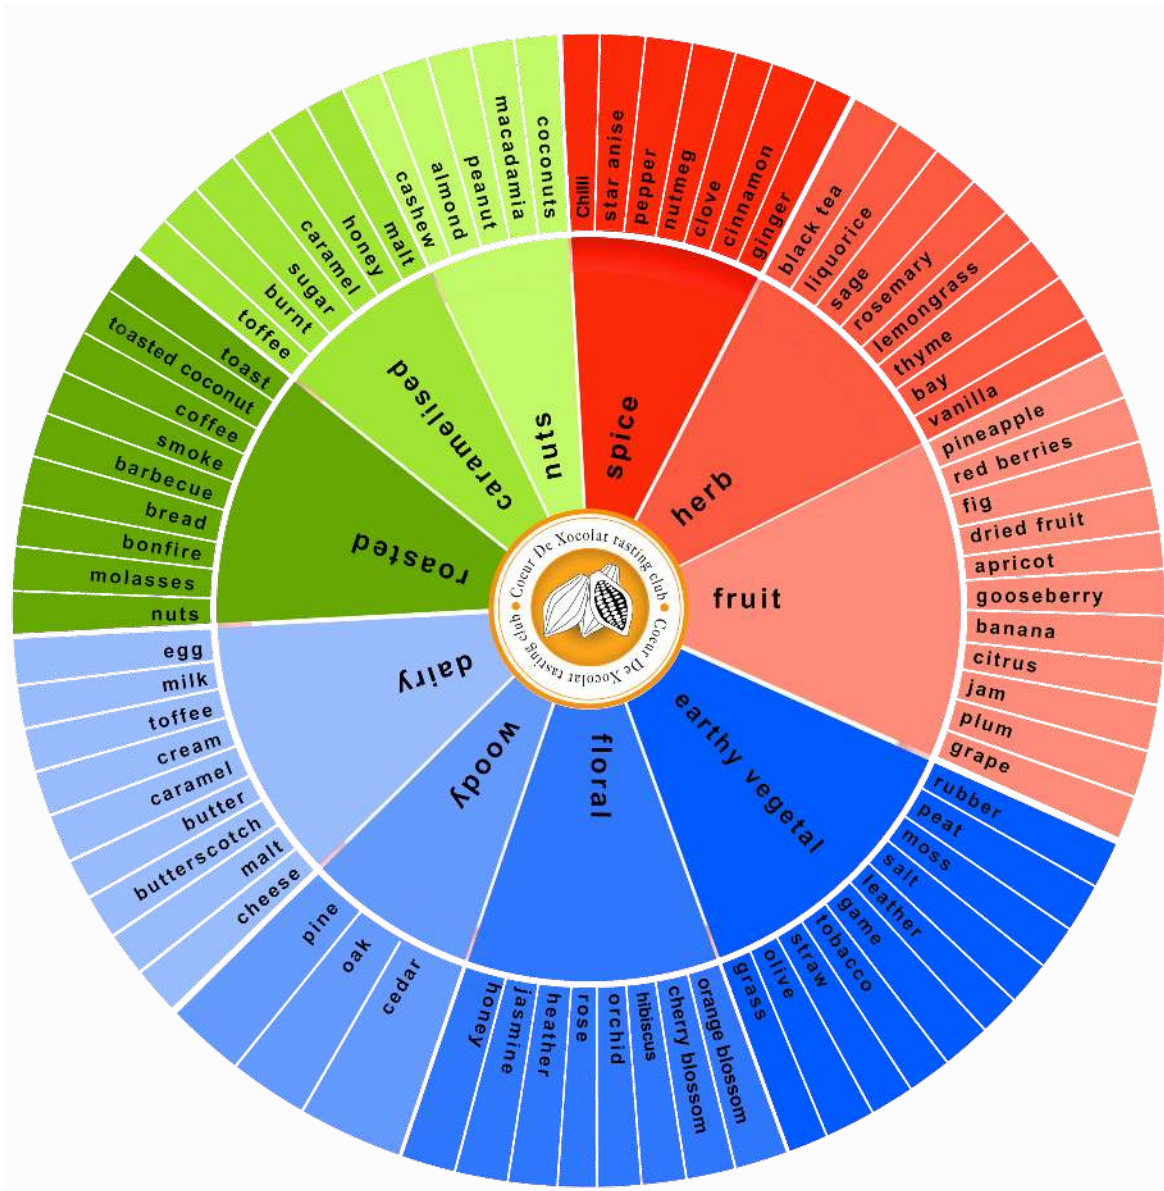 Chilli
star anise
pepper
nutmeg
clove
cinnamon
ginger
black tea
liquorice
sage
rosemary
lemongrass
thyme
bay
vanilla
pineapple
red berries
fig
dried fruit
apricot
gooseberry
banana
citrus
jam
plum
grape
rubber
peat
moss
salt
leather
game
tobacco
straw
olive
grass
orange blossom
cherry blossom
hibiscus
orchid
rose
heather
jasmine
honey
cedar
oak
pine
cheese
malt
butterscotch
butter
caramel
cream
toffee
milk
egg
nuts
molasses
bonfire
bread
barbecue
smoke
coffee
toasted coconut
toast
toffee
burnt
sugar
caramel
honey
malt
cashew
almond
peanut
macadamia
coconuts
spice
herb
fruit
earthy vegetal
floral
woody
dairy
roasted
caramelised
nuts
Coeur De Xocolat tasting club • Coeur De Xocolat tasting club •